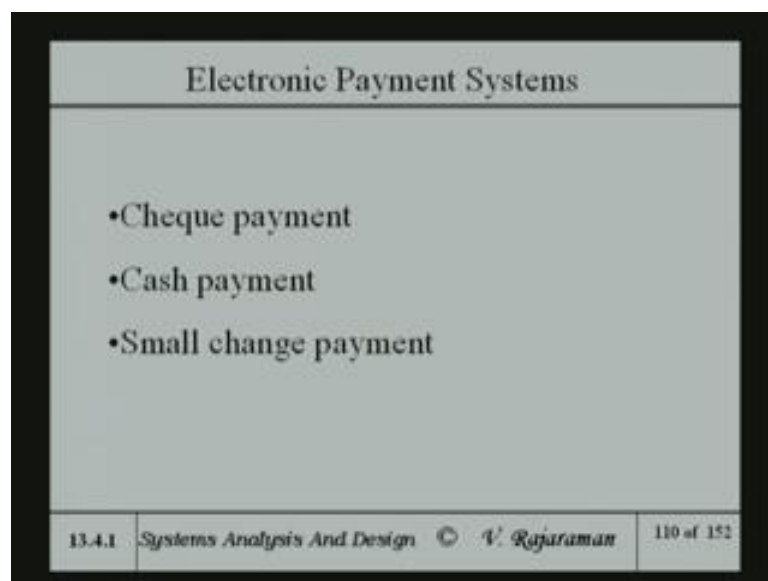 Electronic Payment Systems
•Cheque payment
•Cash payment
•Small change payment
13.4.1 Systems Analysis And Design © V. Rajaraman 110 of 152